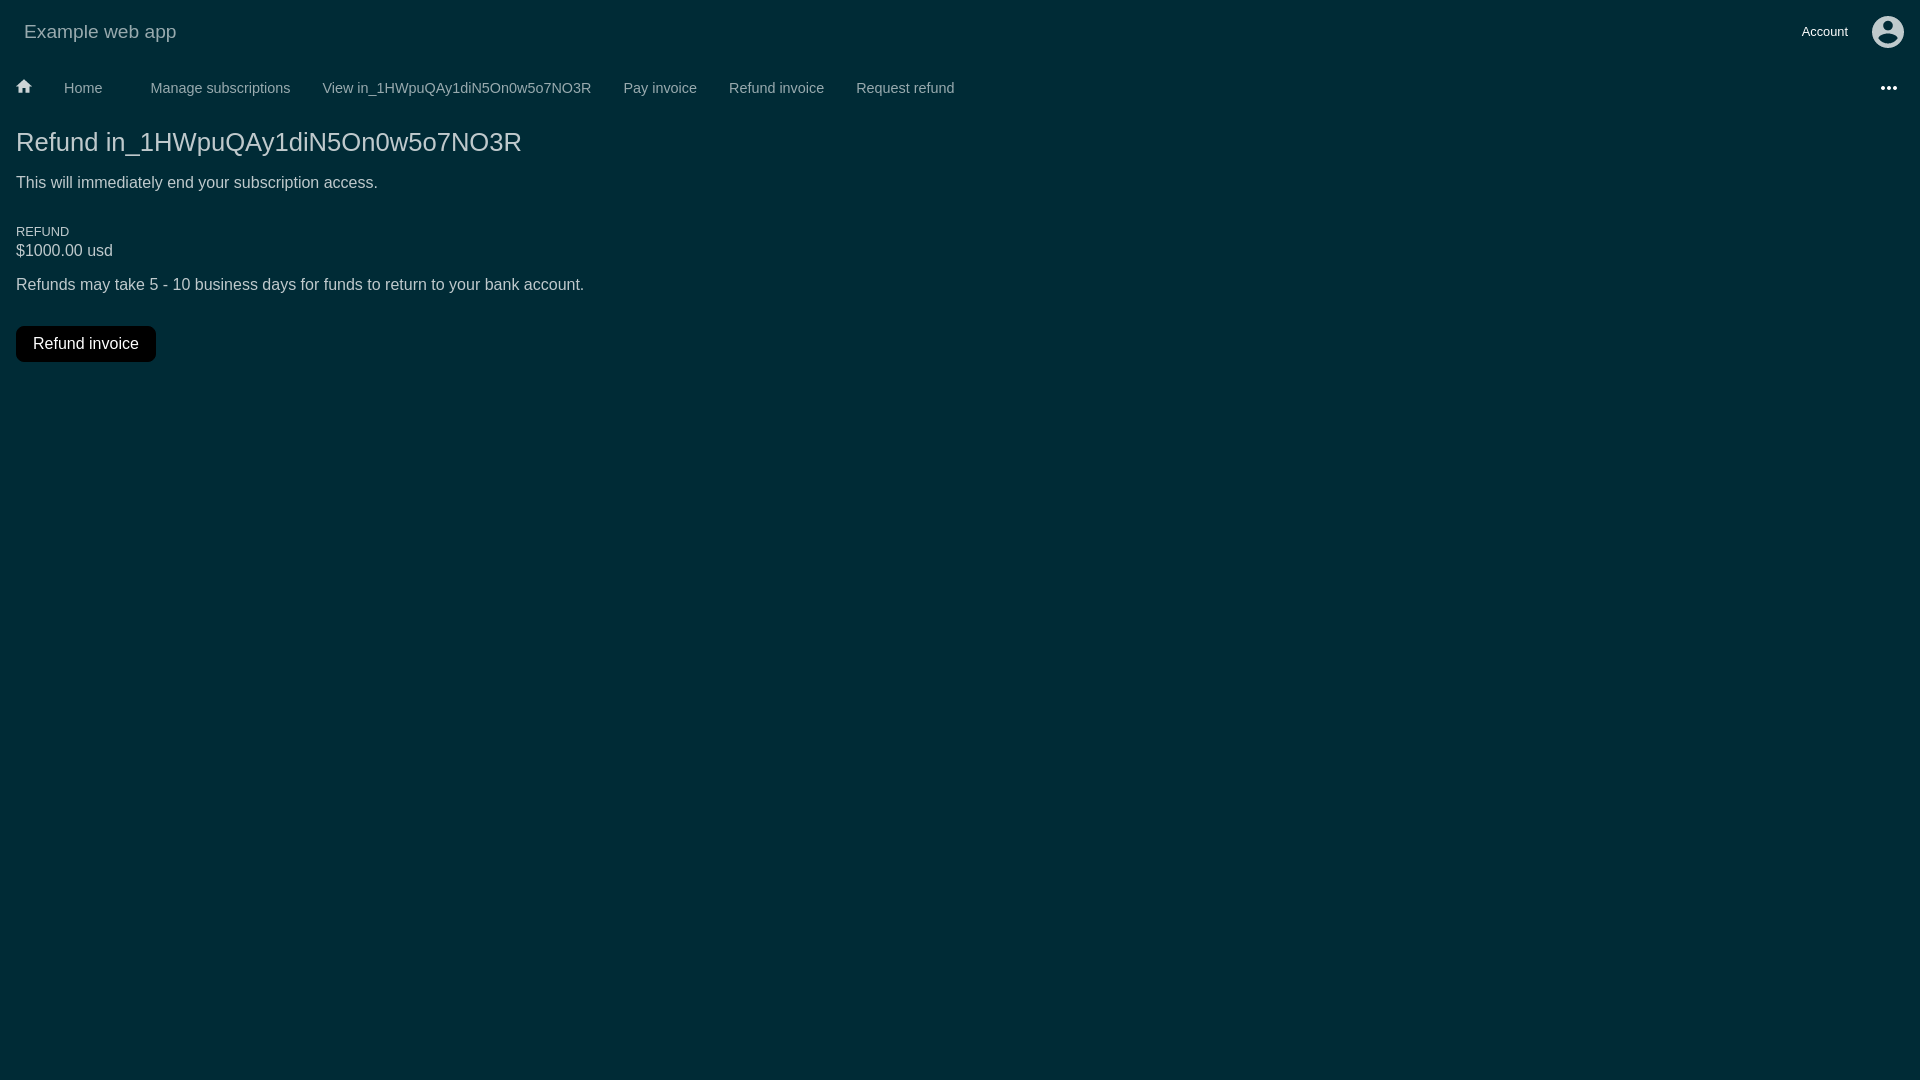 Example web app
Account
Home
Manage subscriptions
View in_1HWpuQAy1diN5On0w5o7NO3R
Pay invoice
Refund invoice
Request refund
Refund in_1HWpuQAy1diN5On0w5o7NO3R
This will immediately end your subscription access.
REFUND
$1000.00 usd
Refunds may take 5 - 10 business days for funds to return to your bank account.
Refund invoice